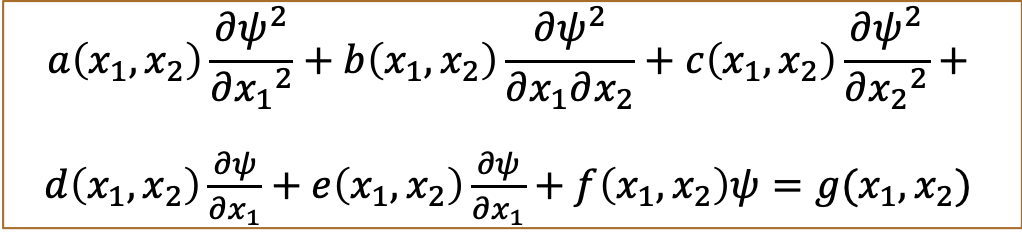 a(x₁, x₂) ∂ψ²/∂x₁² + b(x₁, x₂) ∂ψ²/∂x₁∂x₂ + c(x₁, x₂) ∂ψ²/∂x₂² +
d(x₁, x₂) ∂ψ/∂x₁ + e(x₁, x₂) ∂ψ/∂x₁ + f(x₁, x₂)ψ = g(x₁, x₂)